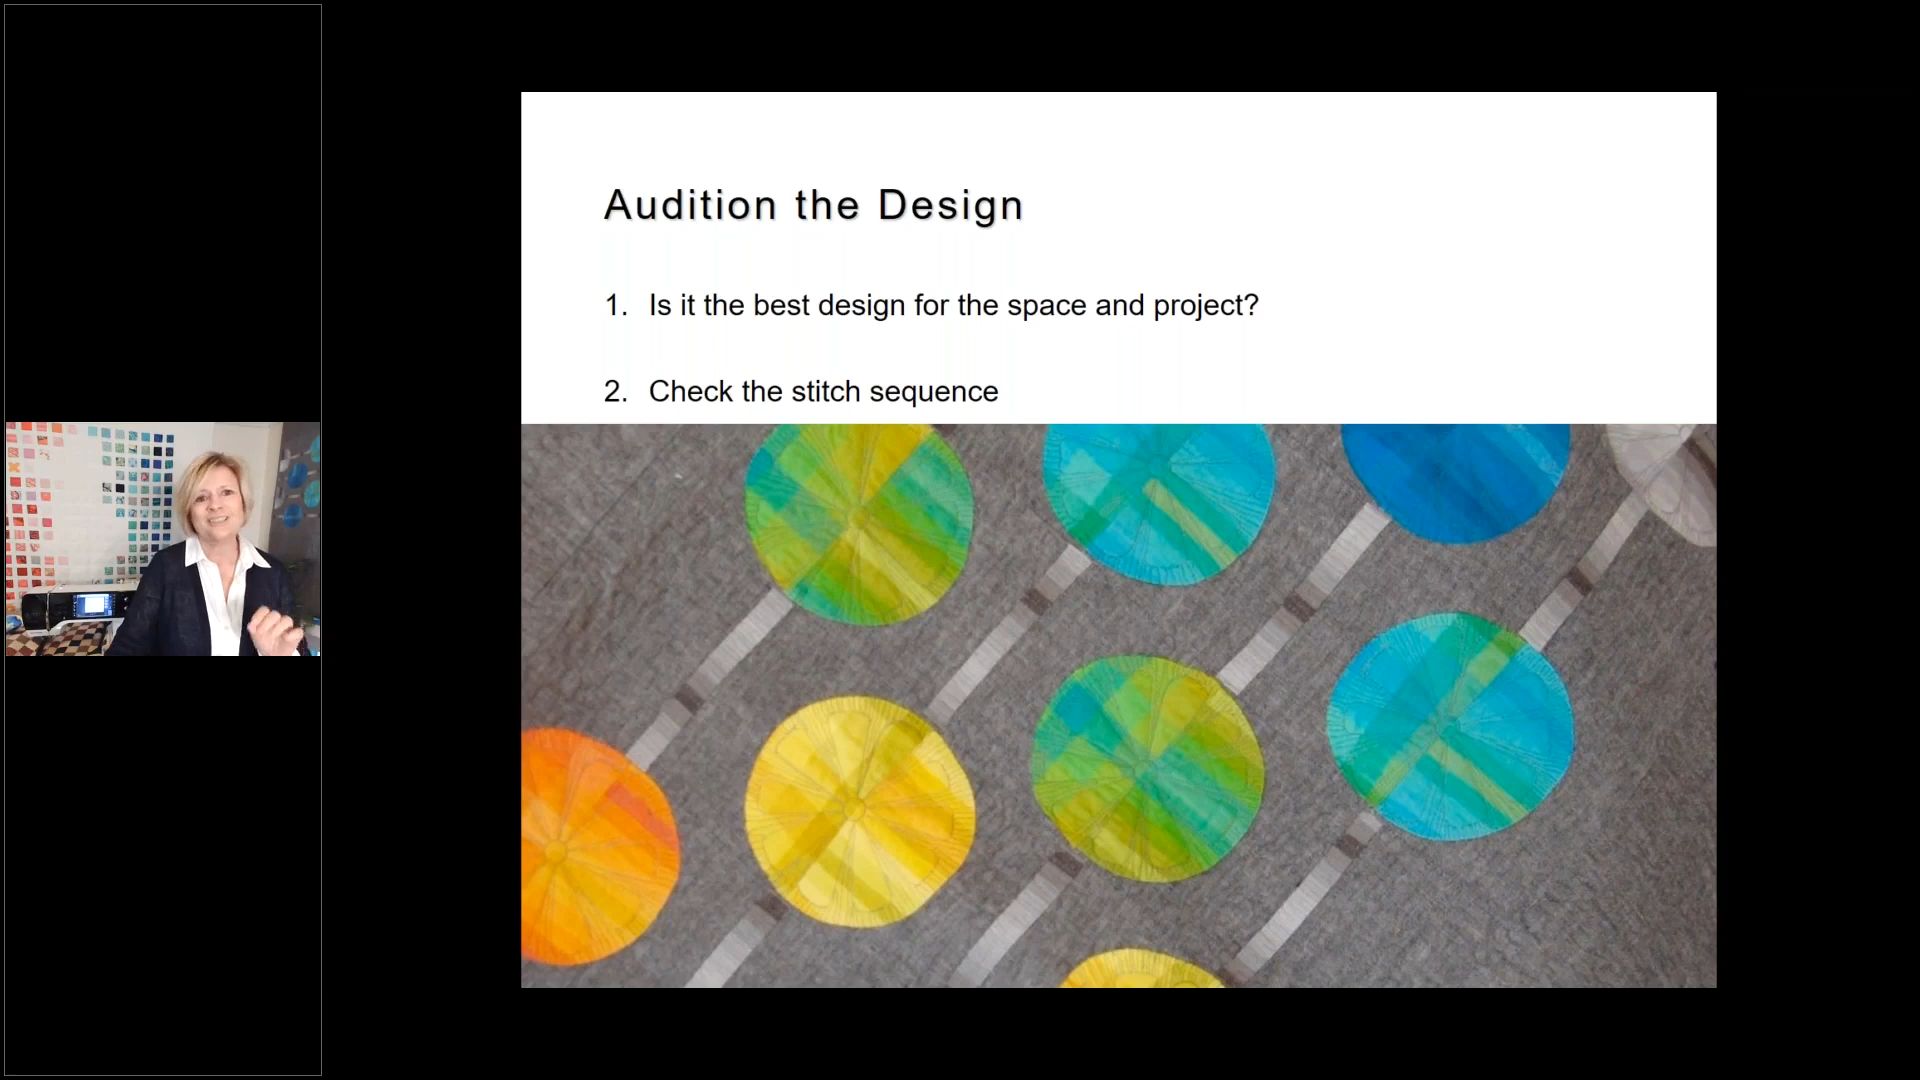 Audition the Design
1. Is it the best design for the space and project?
2. Check the stitch sequence